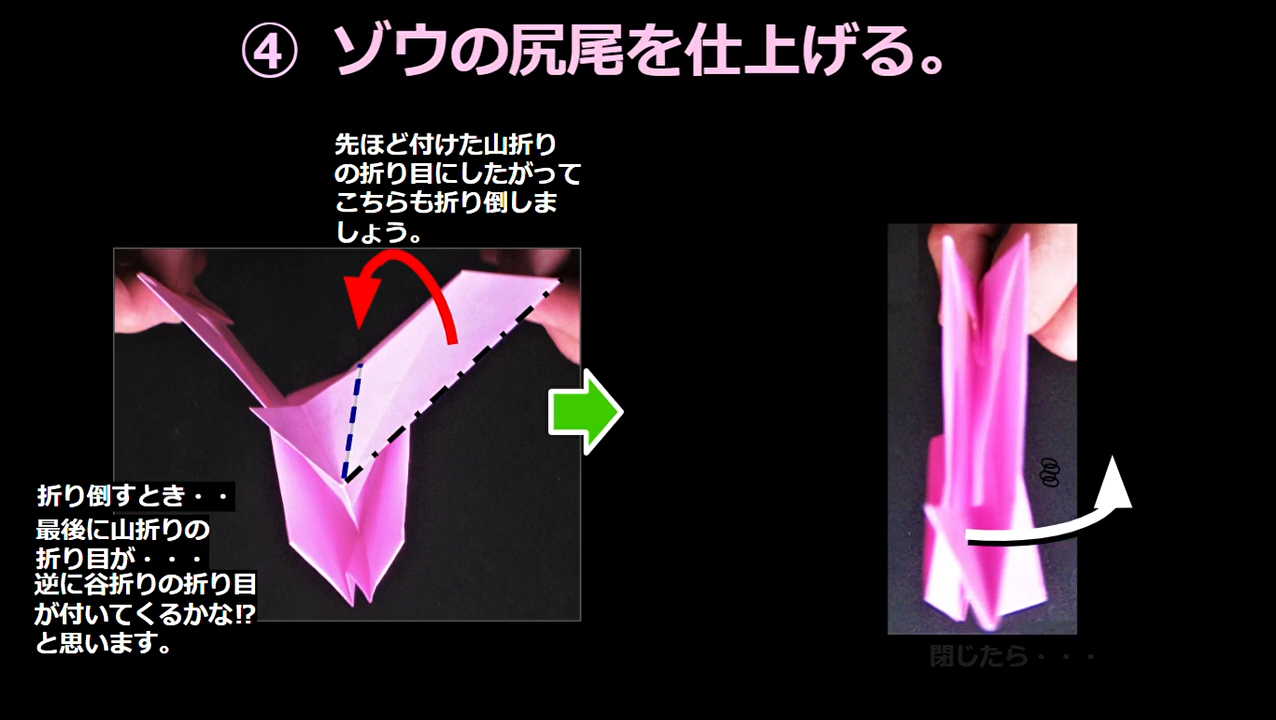 ④ ゾウの尻尾を仕上げる。
先ほど付けた山折り
の折り目にしたがって
こちらも折り倒しま
しょう。
折り倒すとき・・
最後に山折りの
折り目が・・・
逆に谷折りの折り目
が付いてくるかな⁉
と思います。
閉じたら・・・